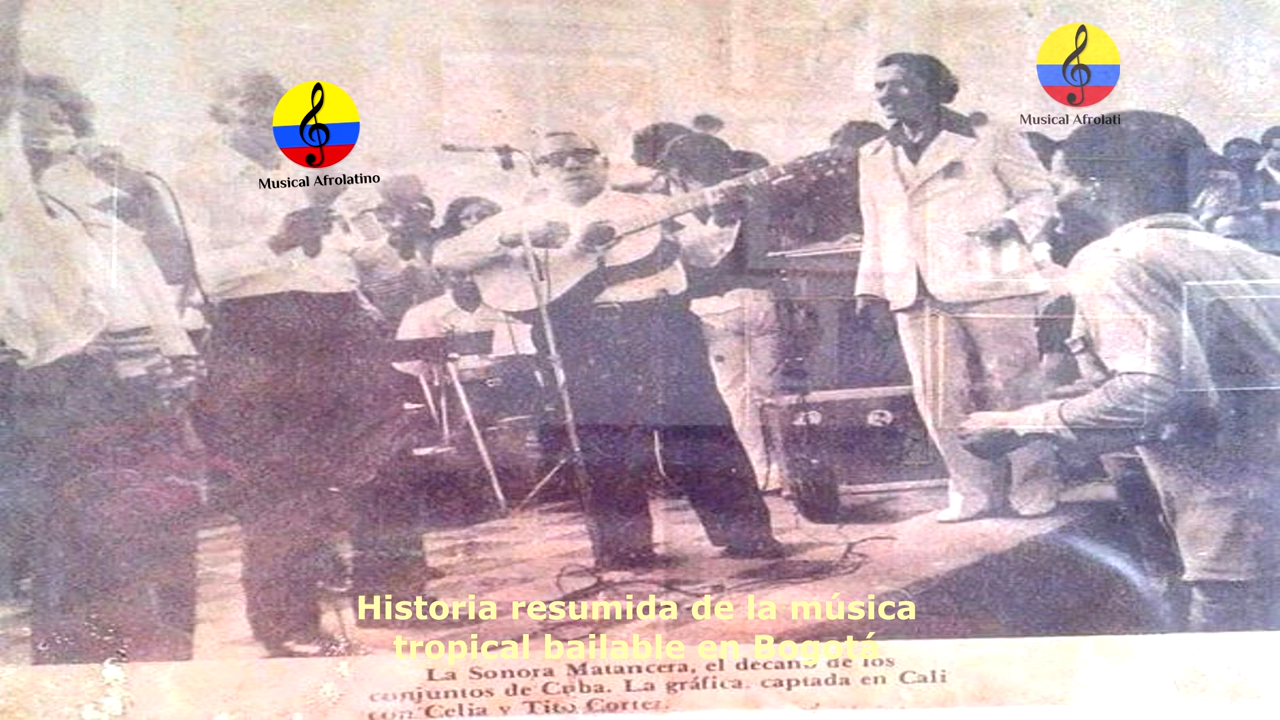 Musical Afrolatino
Musical Afrolati
Historia resumida de la música
tropical bailable en Bogotá
La Sonora Matancera, el decano de los
conjuntos de Cuba. La gráfica, captada en Cali
con Celia y Tito Cortez.